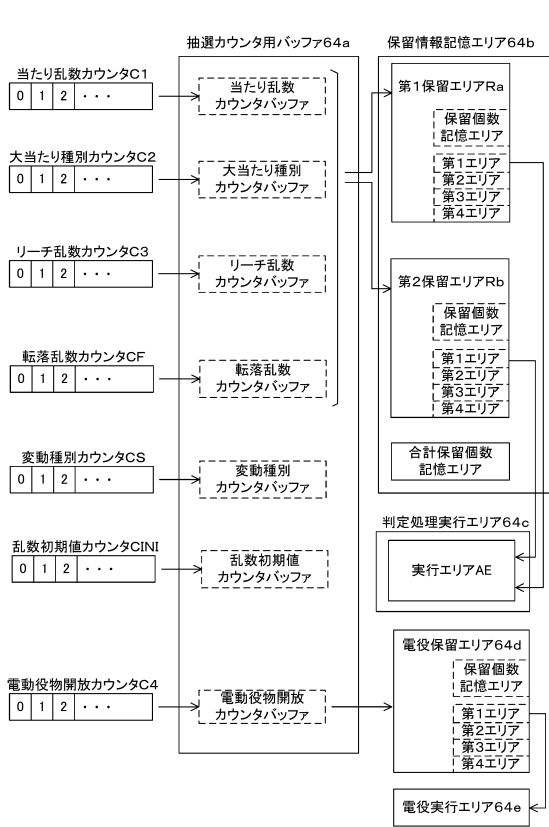 当たり乱数カウンタC1
0 1 2 ・・・
大当たり種別カウンタC2
0 1 2 ・・・
リーチ乱数カウンタC3
0 1 2 ・・・
転落乱数カウンタCF
0 1 2 ・・・
変動種別カウンタCS
0 1 2 ・・・
乱数初期値カウンタCINI
0 1 2 ・・・
電動役物開放カウンタC4
0 1 2 ・・・
抽選カウンタ用バッファ64a
当たり乱数
カウンタバッファ
大当たり種別
カウンタバッファ
リーチ乱数
カウンタバッファ
転落乱数
カウンタバッファ
変動種別
カウンタバッファ
乱数初期値
カウンタバッファ
電動役物開放
カウンタバッファ
保留情報記憶エリア64b
第1保留エリアRa
保留個数
記憶エリア
第1エリア
第2エリア
第3エリア
第4エリア
第2保留エリアRb
保留個数
記憶エリア
第1エリア
第2エリア
第3エリア
第4エリア
合計保留個数
記憶エリア
判定処理実行エリア64c
実行エリアAE
電役保留エリア64d
保留個数
記憶エリア
第1エリア
第2エリア
第3エリア
第4エリア
電役実行エリア64e